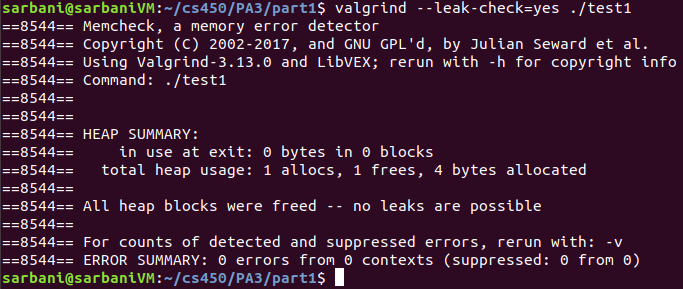 sarbani@sarbaniVM:~/cs450/PA3/part1$ valgrind --leak-check=yes ./test1
==8544== Memcheck, a memory error detector
==8544== Copyright (C) 2002-2017, and GNU GPL'd, by Julian Seward et al.
==8544== Using Valgrind-3.13.0 and LibVEX; rerun with -h for copyright info
==8544== Command: ./test1
==8544==
==8544==
==8544== HEAP SUMMARY:
==8544==     in use at exit: 0 bytes in 0 blocks
==8544==   total heap usage: 1 allocs, 1 frees, 4 bytes allocated
==8544==
==8544== All heap blocks were freed -- no leaks are possible
==8544==
==8544== For counts of detected and suppressed errors, rerun with: -v
==8544== ERROR SUMMARY: 0 errors from 0 contexts (suppressed: 0 from 0)
sarbani@sarbaniVM:~/cs450/PA3/part1$